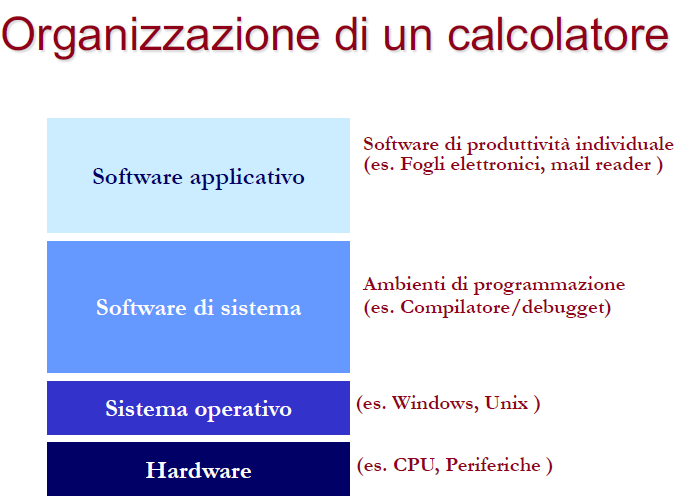 Organizzazione di un calcolatore
Software applicativo
Software di produttività individuale
(es. Fogli elettronici, mail reader )
Software di sistema
Ambienti di programmazione
(es. Compilatore/debugget)
Sistema operativo
(es. Windows, Unix )
Hardware
(es. CPU, Periferiche )